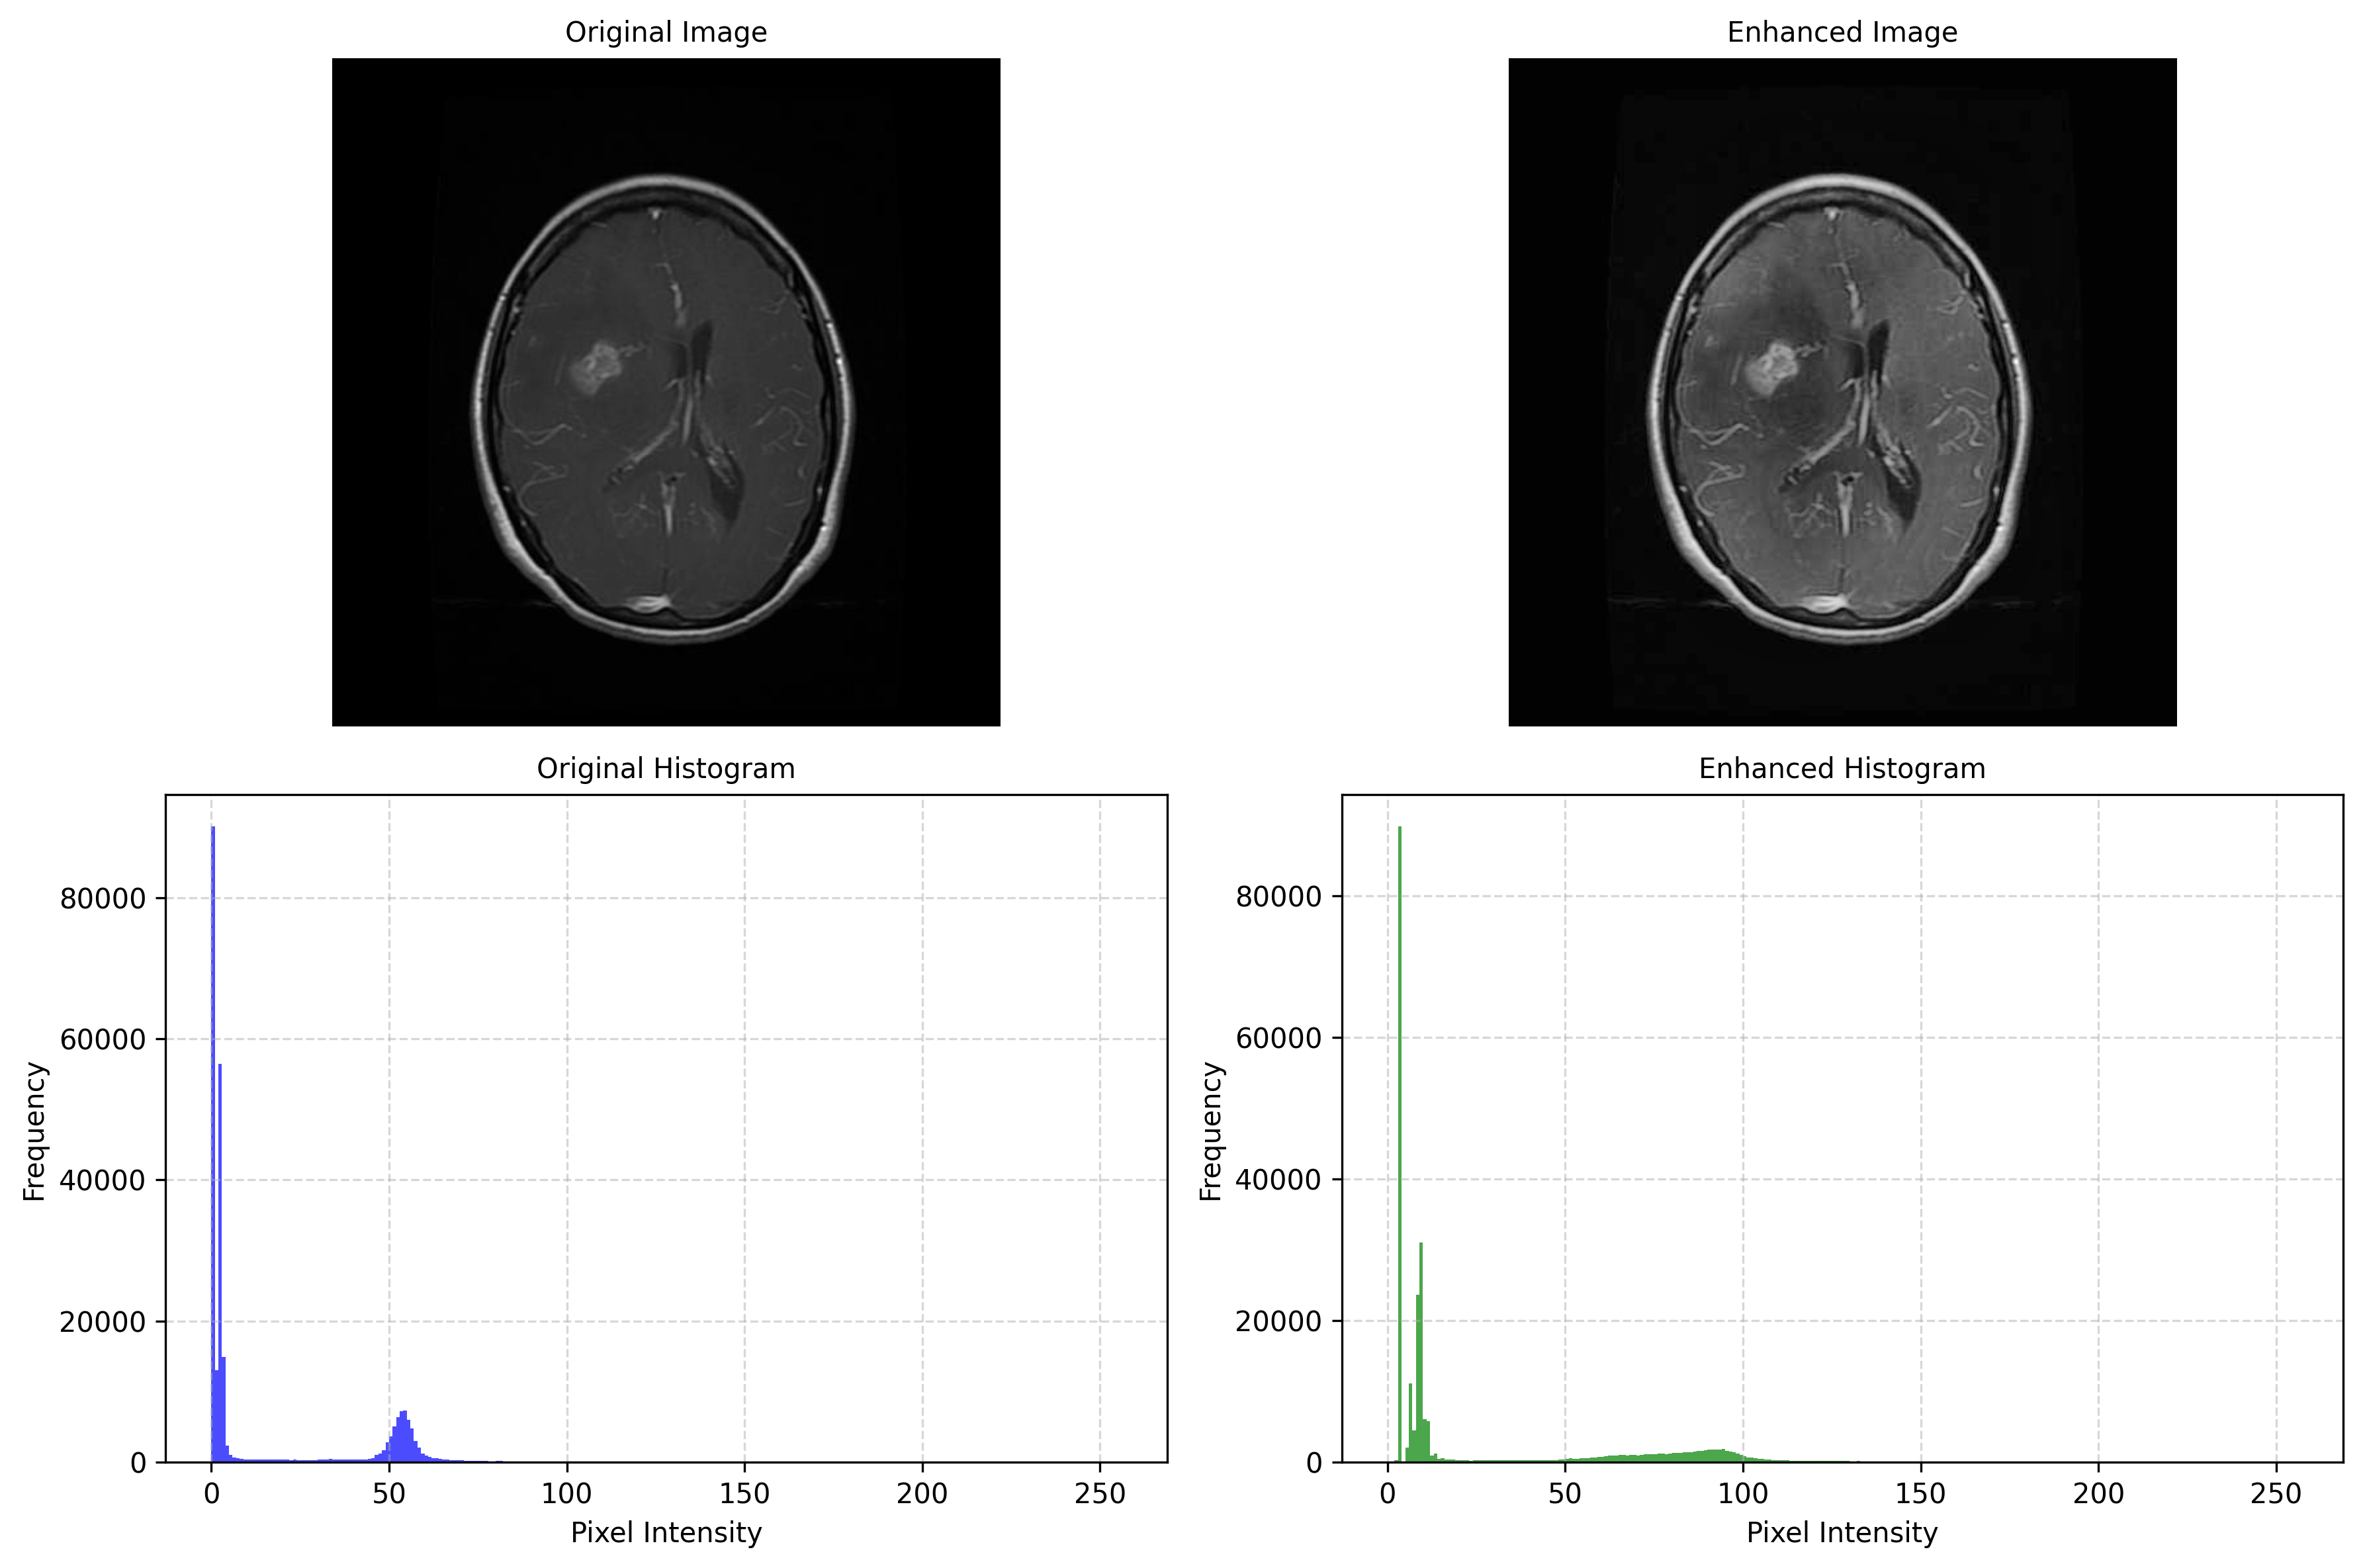 Original Image
Enhanced Image
Original Histogram
Enhanced Histogram
Frequency
80000
60000
40000
20000
0
0 50 100 150 200 250
Pixel Intensity
Frequency
80000
60000
40000
20000
0
0 50 100 150 200 250
Pixel Intensity